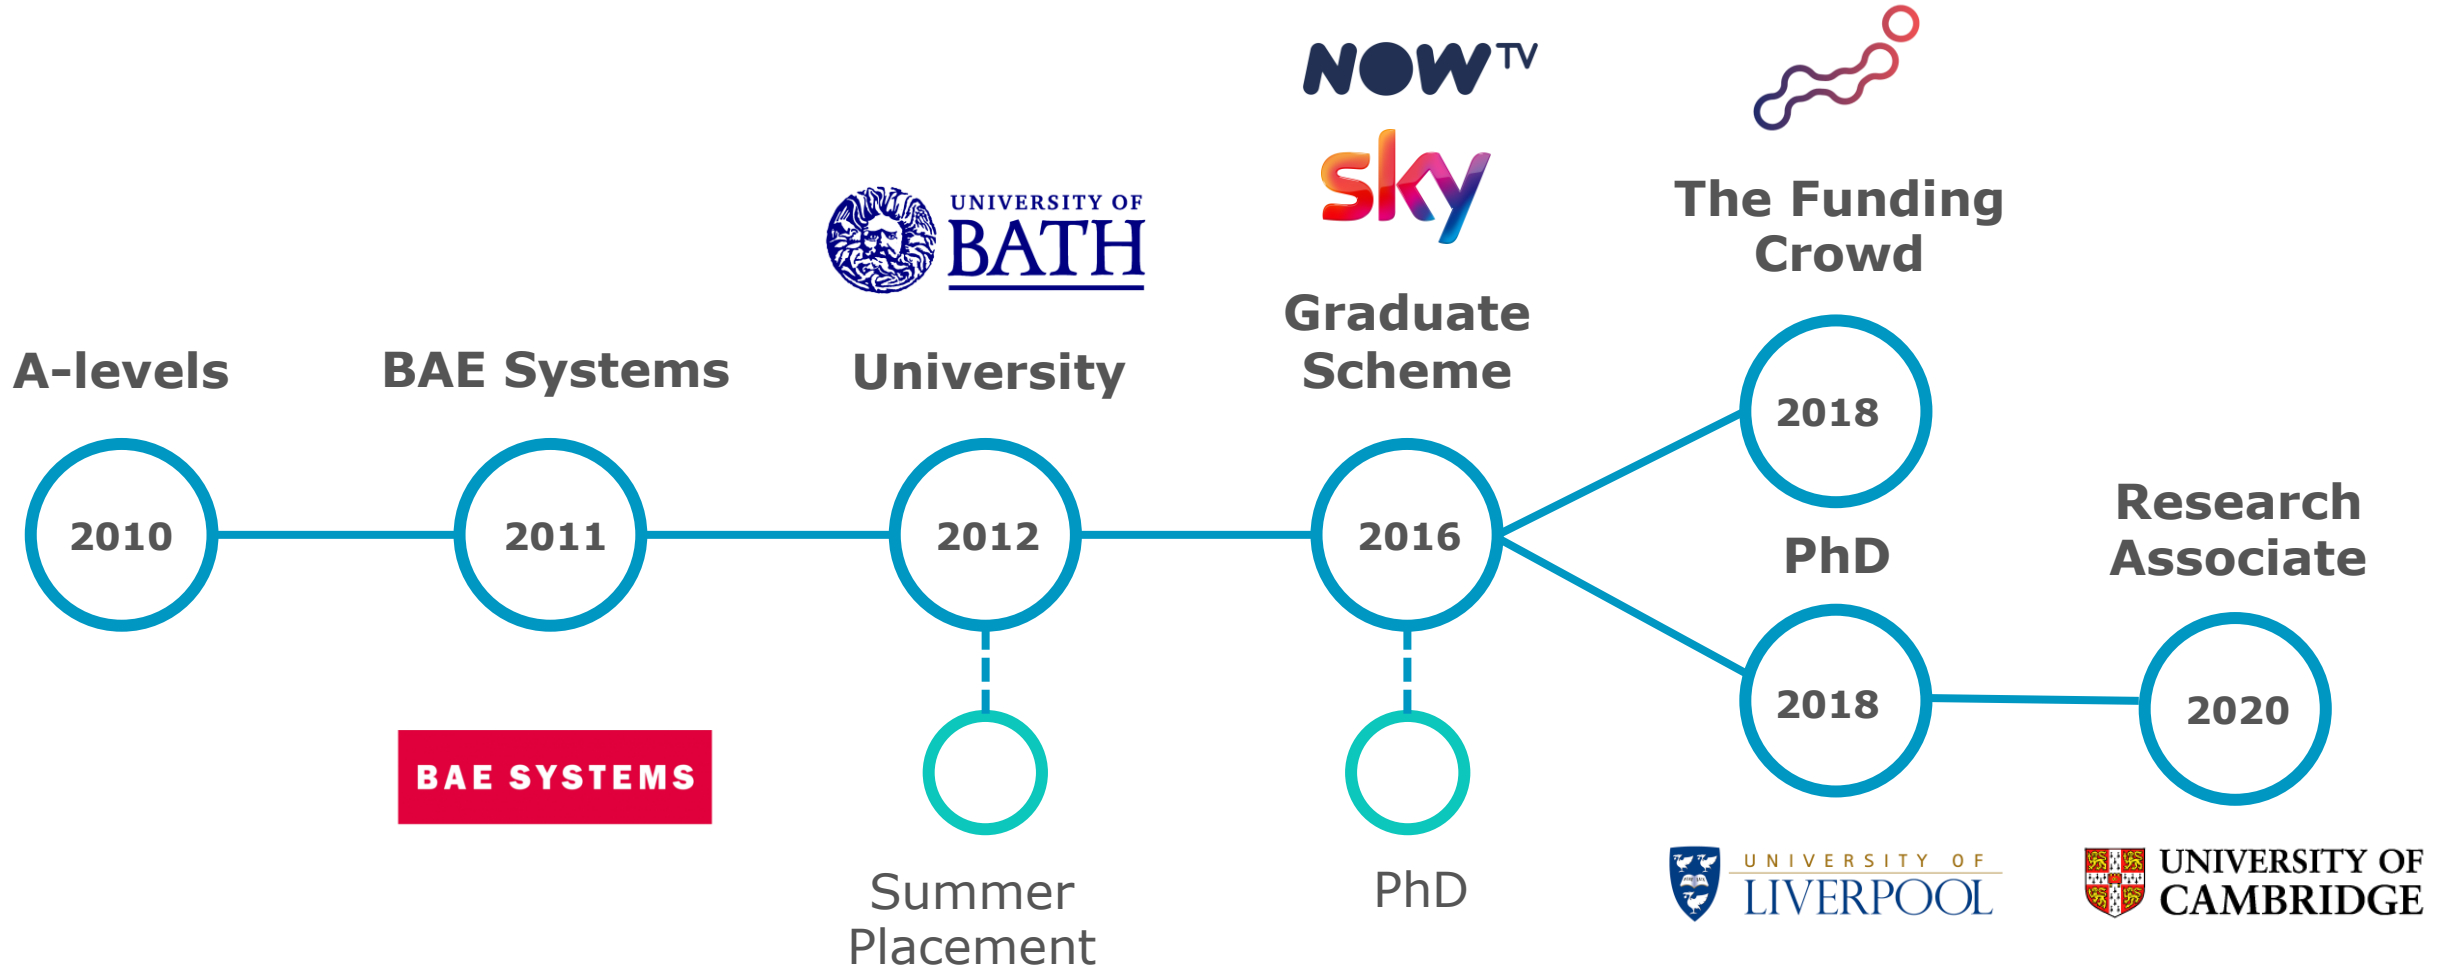 A-levels
2010
BAE Systems
2011
BAE SYSTEMS
UNIVERSITY OF
BATH
University
2012
Summer
Placement
NOW TV
sky
Graduate
Scheme
2016
PhD
The Funding
Crowd
2018
PhD
2018
UNIVERSITY OF
LIVERPOOL
Research
Associate
2020
UNIVERSITY OF
CAMBRIDGE